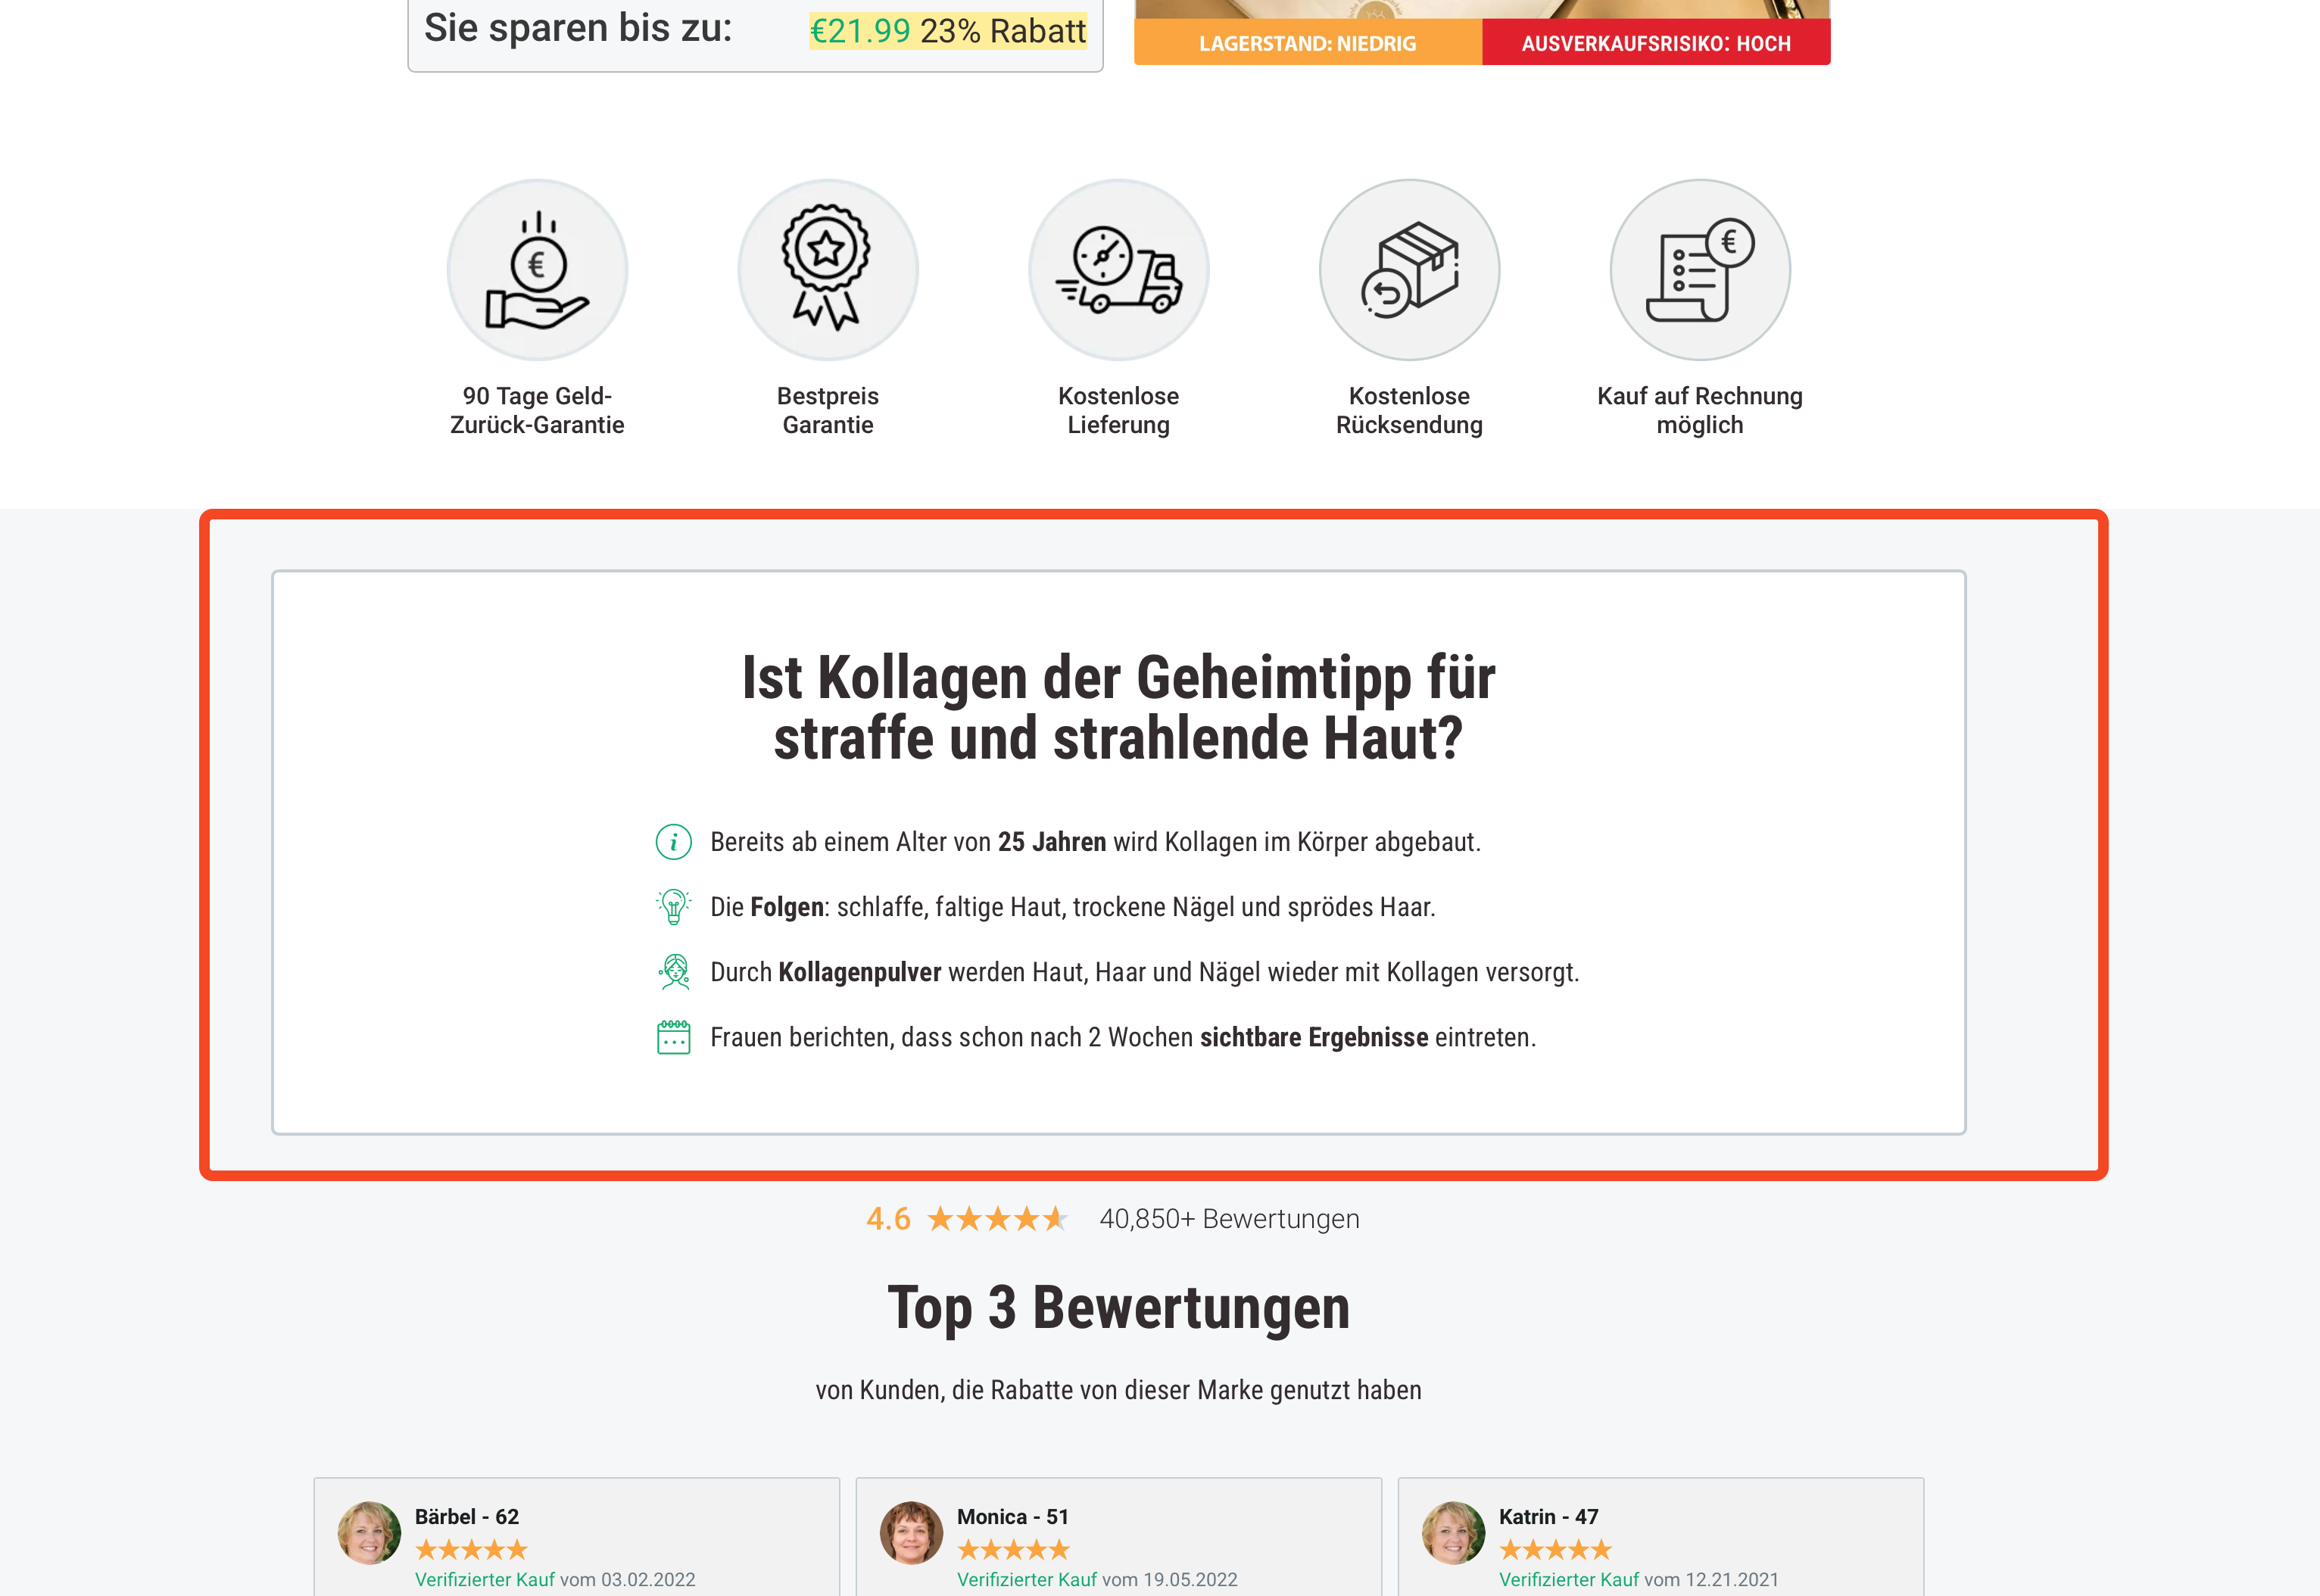 Sie sparen bis zu:
€21.99 23% Rabatt
LAGERSTAND: NIEDRIG
AUSVERKAUFSRISIKO: HOCH
90 Tage Geld-
Zurück-Garantie
Bestpreis
Garantie
Kostenlose
Lieferung
Kostenlose
Rücksendung
Kauf auf Rechnung
möglich
Ist Kollagen der Geheimtipp für
straffe und strahlende Haut?
Bereits ab einem Alter von 25 Jahren wird Kollagen im Körper abgebaut.
Die Folgen: schlaffe, faltige Haut, trockene Nägel und sprödes Haar.
Durch Kollagenpulver werden Haut, Haar und Nägel wieder mit Kollagen versorgt.
Frauen berichten, dass schon nach 2 Wochen sichtbare Ergebnisse eintreten.
4.6 40,850+ Bewertungen
Top 3 Bewertungen
von Kunden, die Rabatte von dieser Marke genutzt haben
Bärbel - 62
Verifizierter Kauf vom 03.02.2022
Monica - 51
Verifizierter Kauf vom 19.05.2022
Katrin - 47
Verifizierter Kauf vom 12.21.2021